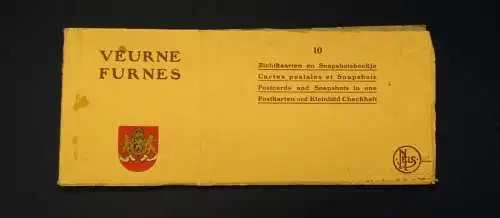 VEURNE
FURNES
10
Zichtkaarten en Snapshotsboekje
Cartes postales et Snapshots
Postcards and Snapshots in one
Postkarten und Kleinbild Checkheft
NELS